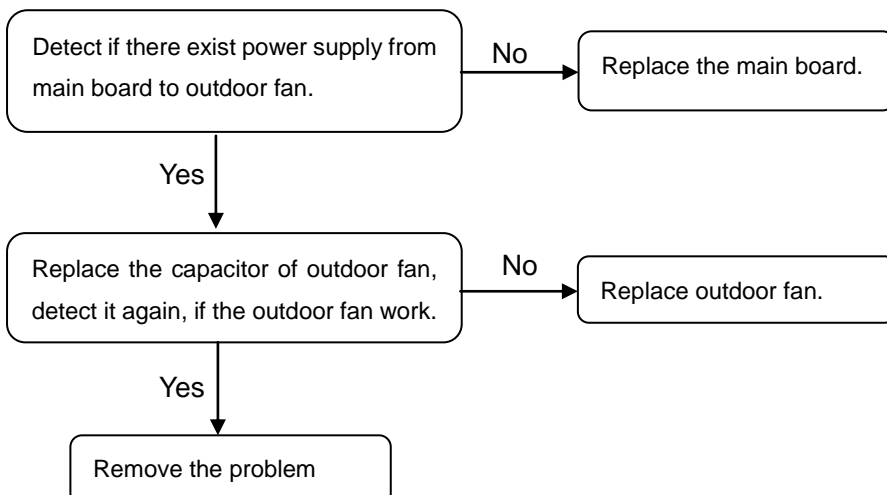 Detect if there exist power supply from
main board to outdoor fan.
No
Replace the main board.
Yes
Replace the capacitor of outdoor fan,
detect it again, if the outdoor fan work.
No
Replace outdoor fan.
Yes
Remove the problem